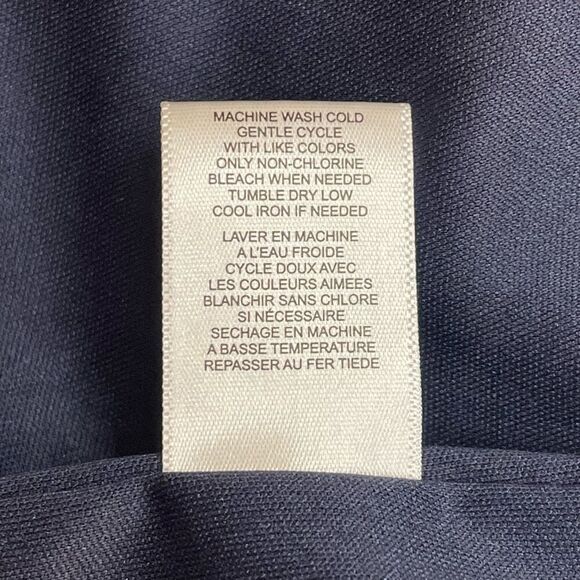 MACHINE WASH COLD
GENTLE CYCLE
WITH LIKE COLORS
ONLY NON-CHLORINE
BLEACH WHEN NEEDED
TUMBLE DRY LOW
COOL IRON IF NEEDED
LAVER EN MACHINE
A L'EAU FROIDE
CYCLE DOUX AVEC
LES COULEURS AIMEES
BLANCHIR SANS CHLORE
SI NÉCESSAIRE
SECHAGE EN MACHINE
A BASSE TEMPERATURE
REPASSER AU FER TIEDE